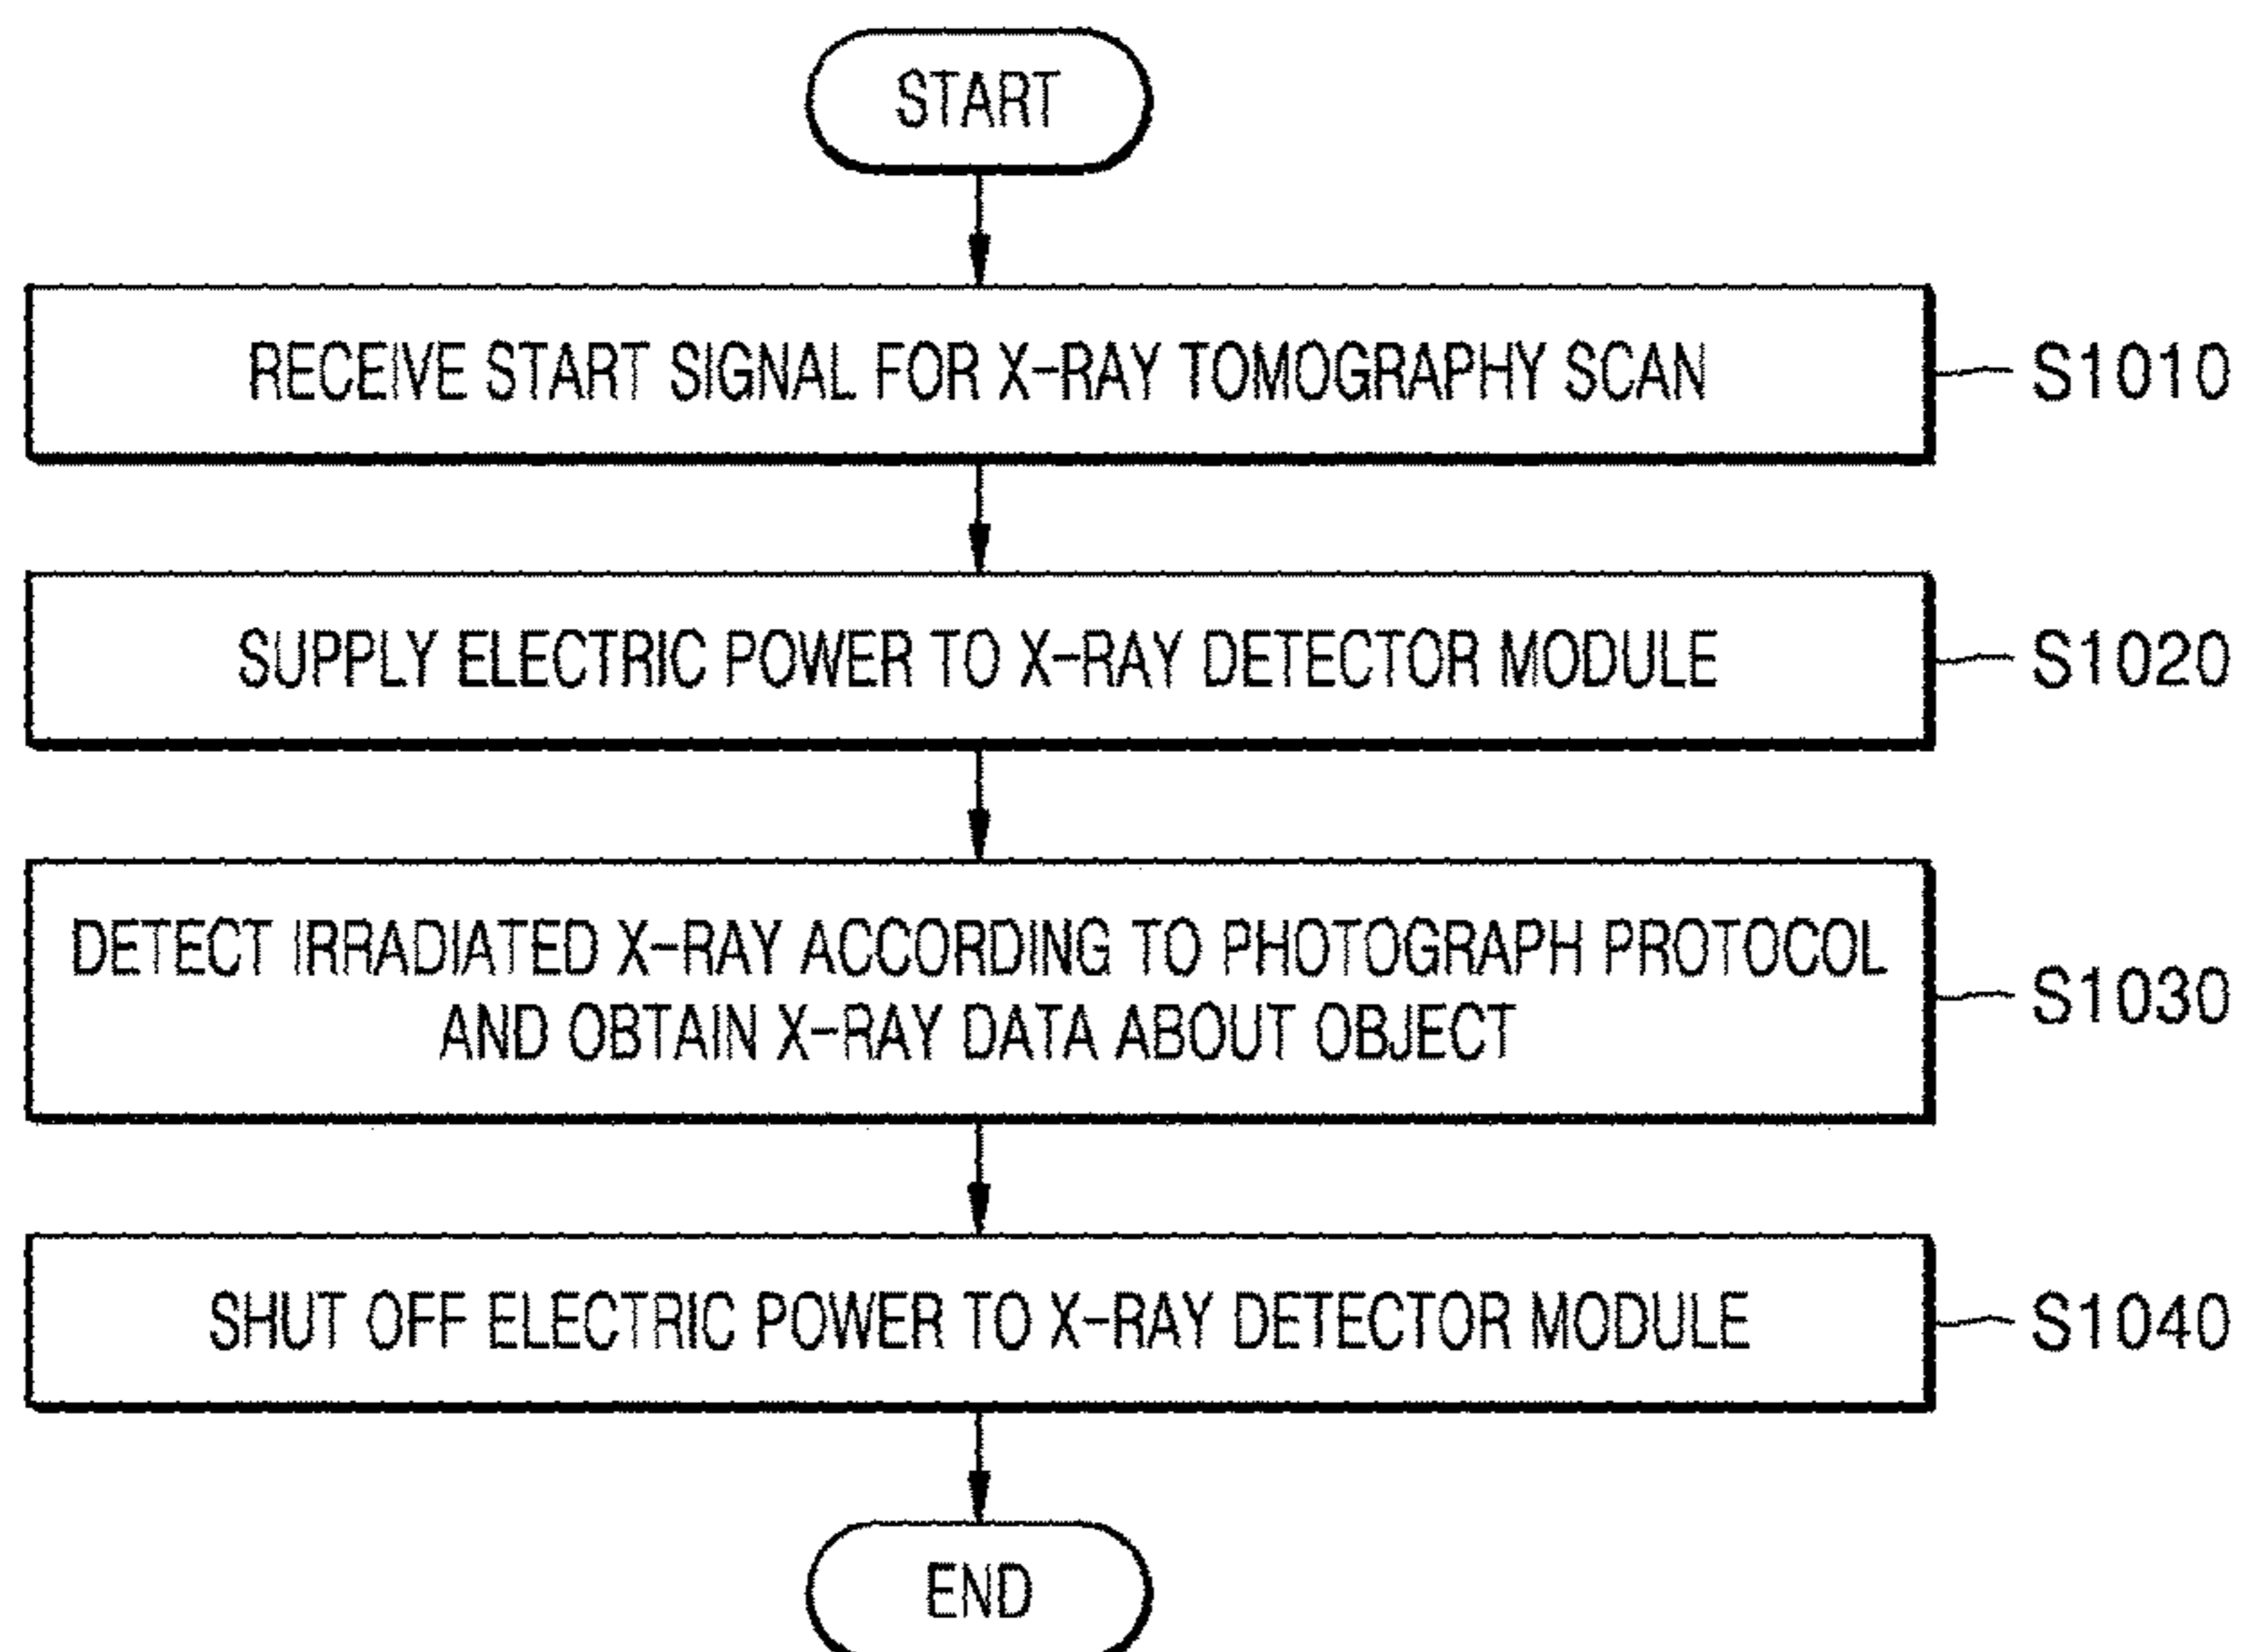 START
RECEIVE START SIGNAL FOR X-RAY TOMOGRAPHY SCAN
S1010
SUPPLY ELECTRIC POWER TO X-RAY DETECTOR MODULE
S1020
DETECT IRRADIATED X-RAY ACCORDING TO PHOTOGRAPH PROTOCOL
AND OBTAIN X-RAY DATA ABOUT OBJECT
S1030
SHUT OFF ELECTRIC POWER TO X-RAY DETECTOR MODULE
S1040
END